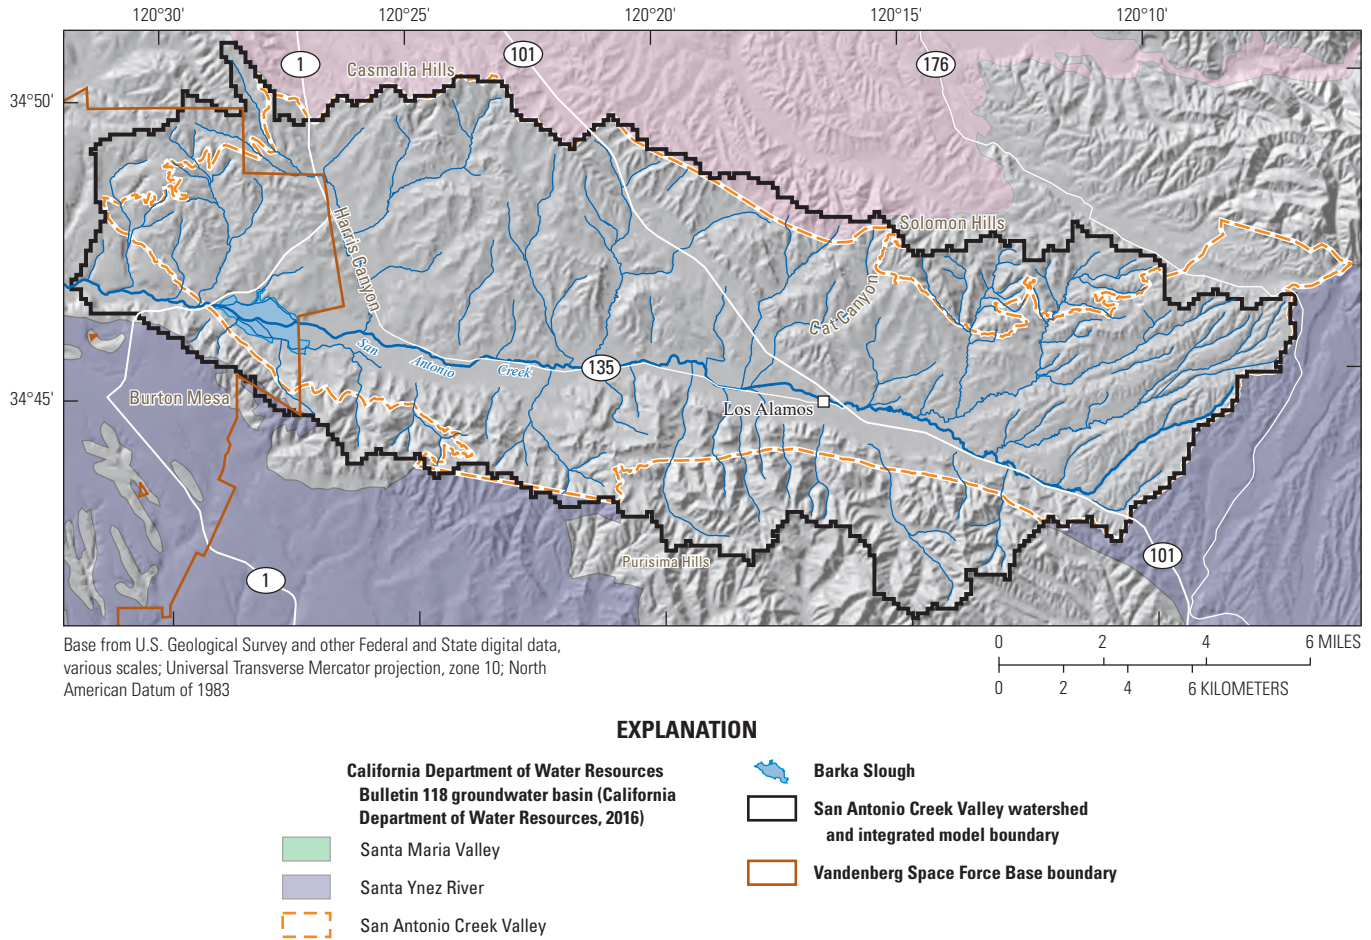 120°30'
120°25'
120°20'
120°15'
120°10'
1
101
176
Casmalia Hills
34°50'
Harris Canyon
Solomon Hills
Cat Canyon
San Antonio Creek
135
34°45'
Burton Mesa
Los Alamos
Purisima Hills
101
1
Base from U.S. Geological Survey and other Federal and State digital data,
various scales; Universal Transverse Mercator projection, zone 10; North
American Datum of 1983
0 2 4 6 MILES
0 2 4 6 KILOMETERS
EXPLANATION
California Department of Water Resources
Bulletin 118 groundwater basin (California
Department of Water Resources, 2016)
Santa Maria Valley
Santa Ynez River
San Antonio Creek Valley
Barka Slough
San Antonio Creek Valley watershed
and integrated model boundary
Vandenberg Space Force Base boundary